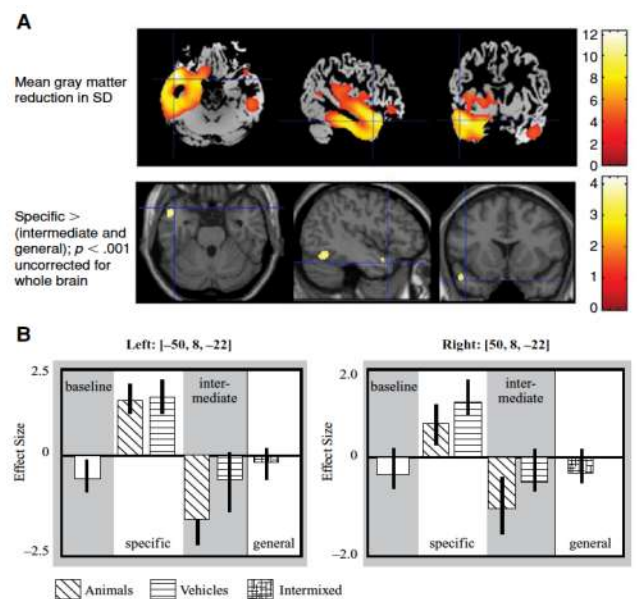 A
Mean gray matter
reduction in SD
12
10
8
6
4
2
0
Specific >
(intermediate and
general); p < .001
uncorrected for
whole brain
4
3
2
1
0
B
Left: [–50, 8, –22]
2.5
0
–2.5
Effect Size
baseline
specific
inter-
mediate
general
Right: [50, 8, –22]
2.0
0
–2.0
Effect Size
baseline
specific
inter-
mediate
general
Animals
Vehicles
Intermixed